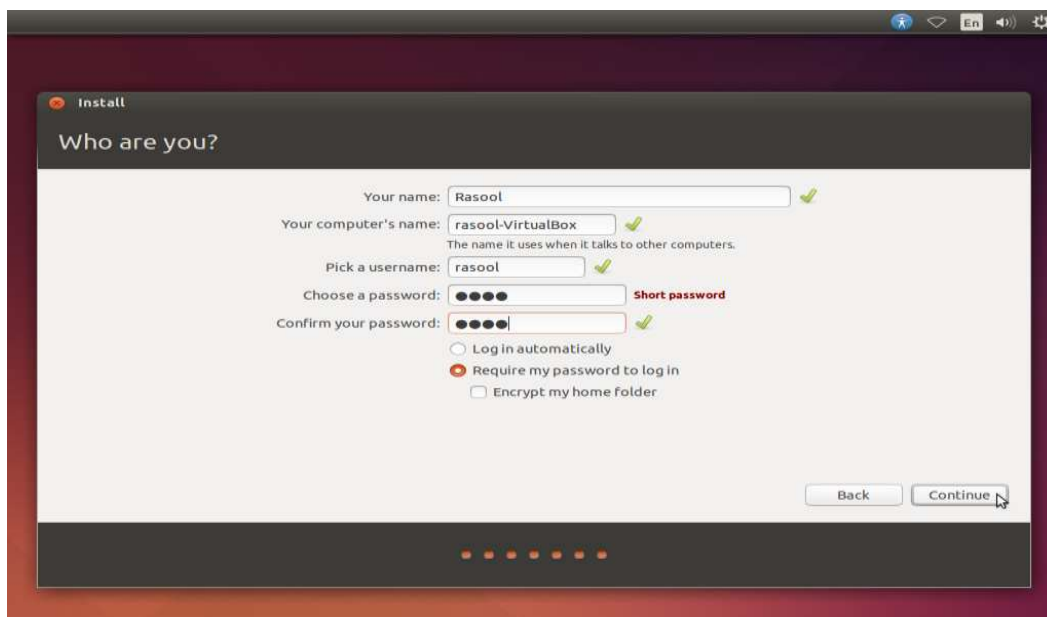 En
Install
Who are you?
Your name: Rasool
Your computer's name: rasool-VirtualBox
The name it uses when it talks to other computers.
Pick a username: rasool
Choose a password: ●●●● Short password
Confirm your password: ●●●●
Log in automatically
Require my password to log in
Encrypt my home folder
Back Continue